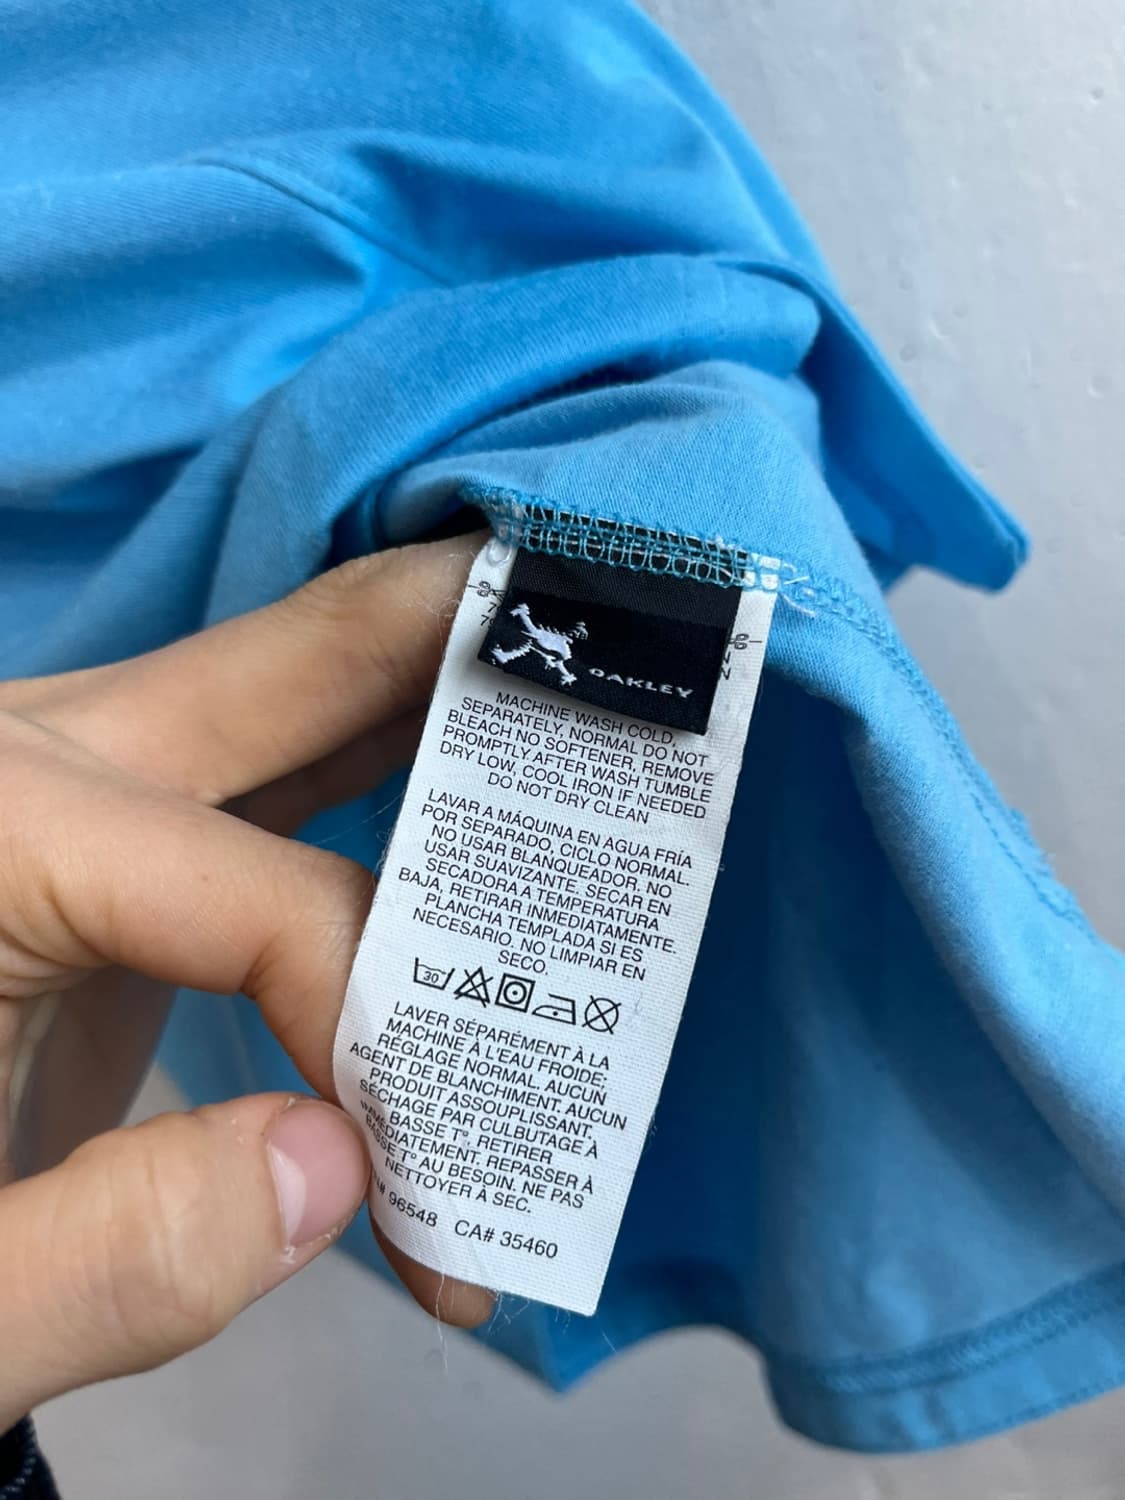 OAKLEY
MACHINE WASH COLD,
SEPARATELY, NORMAL DO NOT
BLEACH NO SOFTENER, REMOVE
PROMPTLY, AFTER WASH TUMBLE
DRY LOW, COOL IRON IF NEEDED
DO NOT DRY CLEAN
LAVAR A MÁQUINA EN AGUA FRÍA
POR SEPARADO, CICLO NORMAL.
NO USAR BLANQUEADOR, NO
USAR SUAVIZANTE. SECAR EN
SECADORA A TEMPERATURA
BAJA, RETIRAR INMEDIATAMENTE.
PLANCHA TEMPLADA SI ES
NECESARIO. NO LIMPIAR EN
SECO.
30
LAVER SÉPARÉMENT À LA
MACHINE À L'EAU FROIDE;
RÉGLAGE NORMAL. AUCUN
AGENT DE BLANCHIMENT. AUCUN
PRODUIT ASSOUPLISSANT,
SÉCHAGE PAR CULBUTAGE À
BASSE T°, RETIRER
IMMÉDIATEMENT, REPASSER À
BASSE T° AU BESOIN. NE PAS
NETTOYER À SEC.
96548 CA# 35460